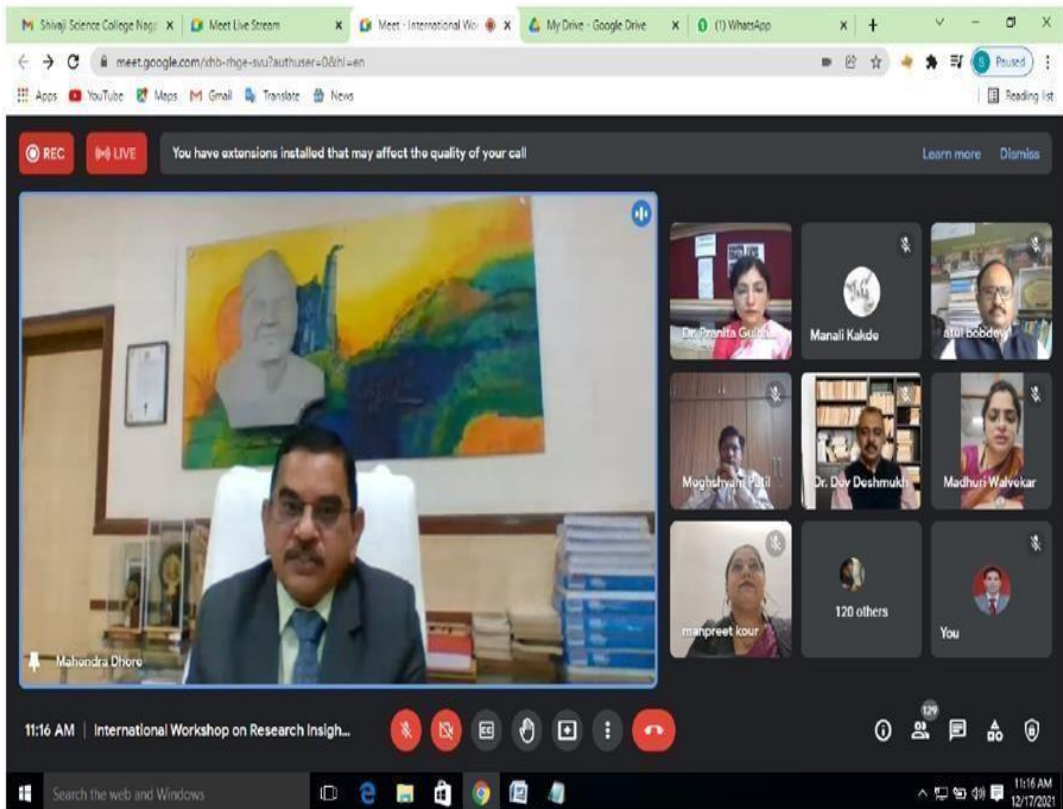 Shivaji Science College Nag
Meet Live Stream
Meet - International Wo
My Drive - Google Drive
(1) WhatsApp
meet.google.com/xhb-rhge-svu?authuser=0&hl=en
Paused
Apps
YouTube
Maps
Gmail
Translate
News
Reading list
REC
LIVE
You have extensions installed that may affect the quality of your call
Learn more
Dismiss
Dr. Pranita Gulh
Manali Kakde
atul bobdey
Meghshyam Patil
Dr. Dev Deshmukh
Madhuri Walvekar
manpreet kour
120 others
You
Mahendra Dhore
11:16 AM | International Workshop on Research Insigh...
129
Search the web and Windows
11:16 AM
12/17/2021